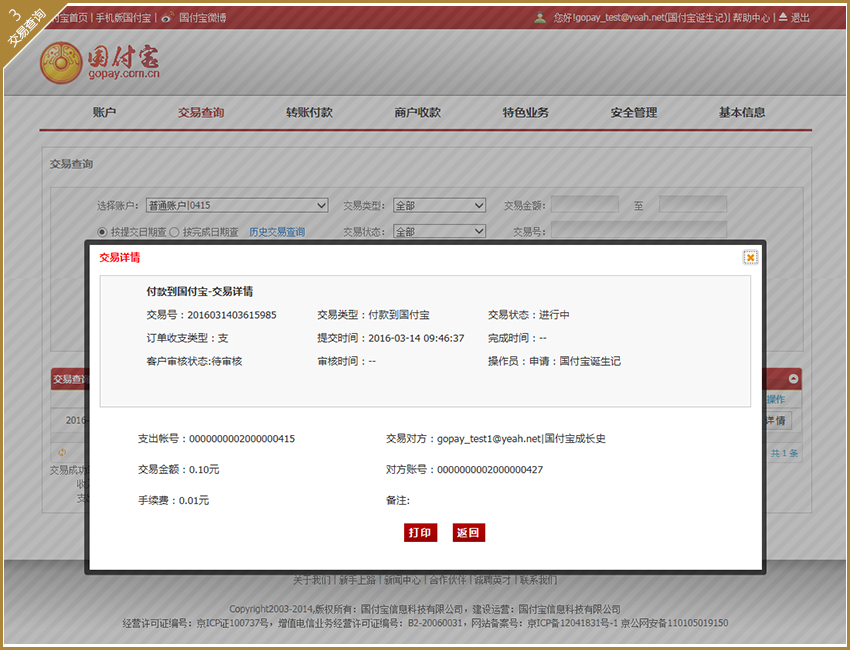 3
交易查询
付宝首页 | 手机版国付宝 | 国付宝微博
您好!gopay_test@yeah.net(国付宝诞生记)| 帮助中心 | 退出
国付宝
gopay.com.cn
账户 交易查询 转账付款 商户收款 特色业务 安全管理 基本信息
交易查询
选择账户: 普通账户|0415 交易类型: 全部 交易金额: 至
按提交日期查 按完成日期查 历史交易查询 交易状态: 全部 交易号:
交易详情
付款到国付宝-交易详情
交易号：2016031403615985 交易类型：付款到国付宝 交易状态：进行中
订单收支类型：支 提交时间：2016-03-14 09:46:37 完成时间：--
客户审核状态:待审核 审核时间：-- 操作员：申请：国付宝诞生记
交易查询
操作
2016- 详情
共 1 条
交易成功
收
支
支出帐号：0000000002000000415 交易对方：gopay_test1@yeah.net|国付宝成长史
交易金额：0.10元 对方账号：0000000002000000427
手续费：0.01元 备注:
打印 返回
关于我们 | 新手上路 | 新闻中心 | 合作伙伴 | 诚聘英才 | 联系我们
Copyright2003-2014,版权所有：国付宝信息科技有限公司，建设运营：国付宝信息科技有限公司
经营许可证编号：京ICP证100737号，增值电信业务经营许可证编号：B2-20060031，网站备案号：京ICP备12041831号-1 京公网安备110105019150